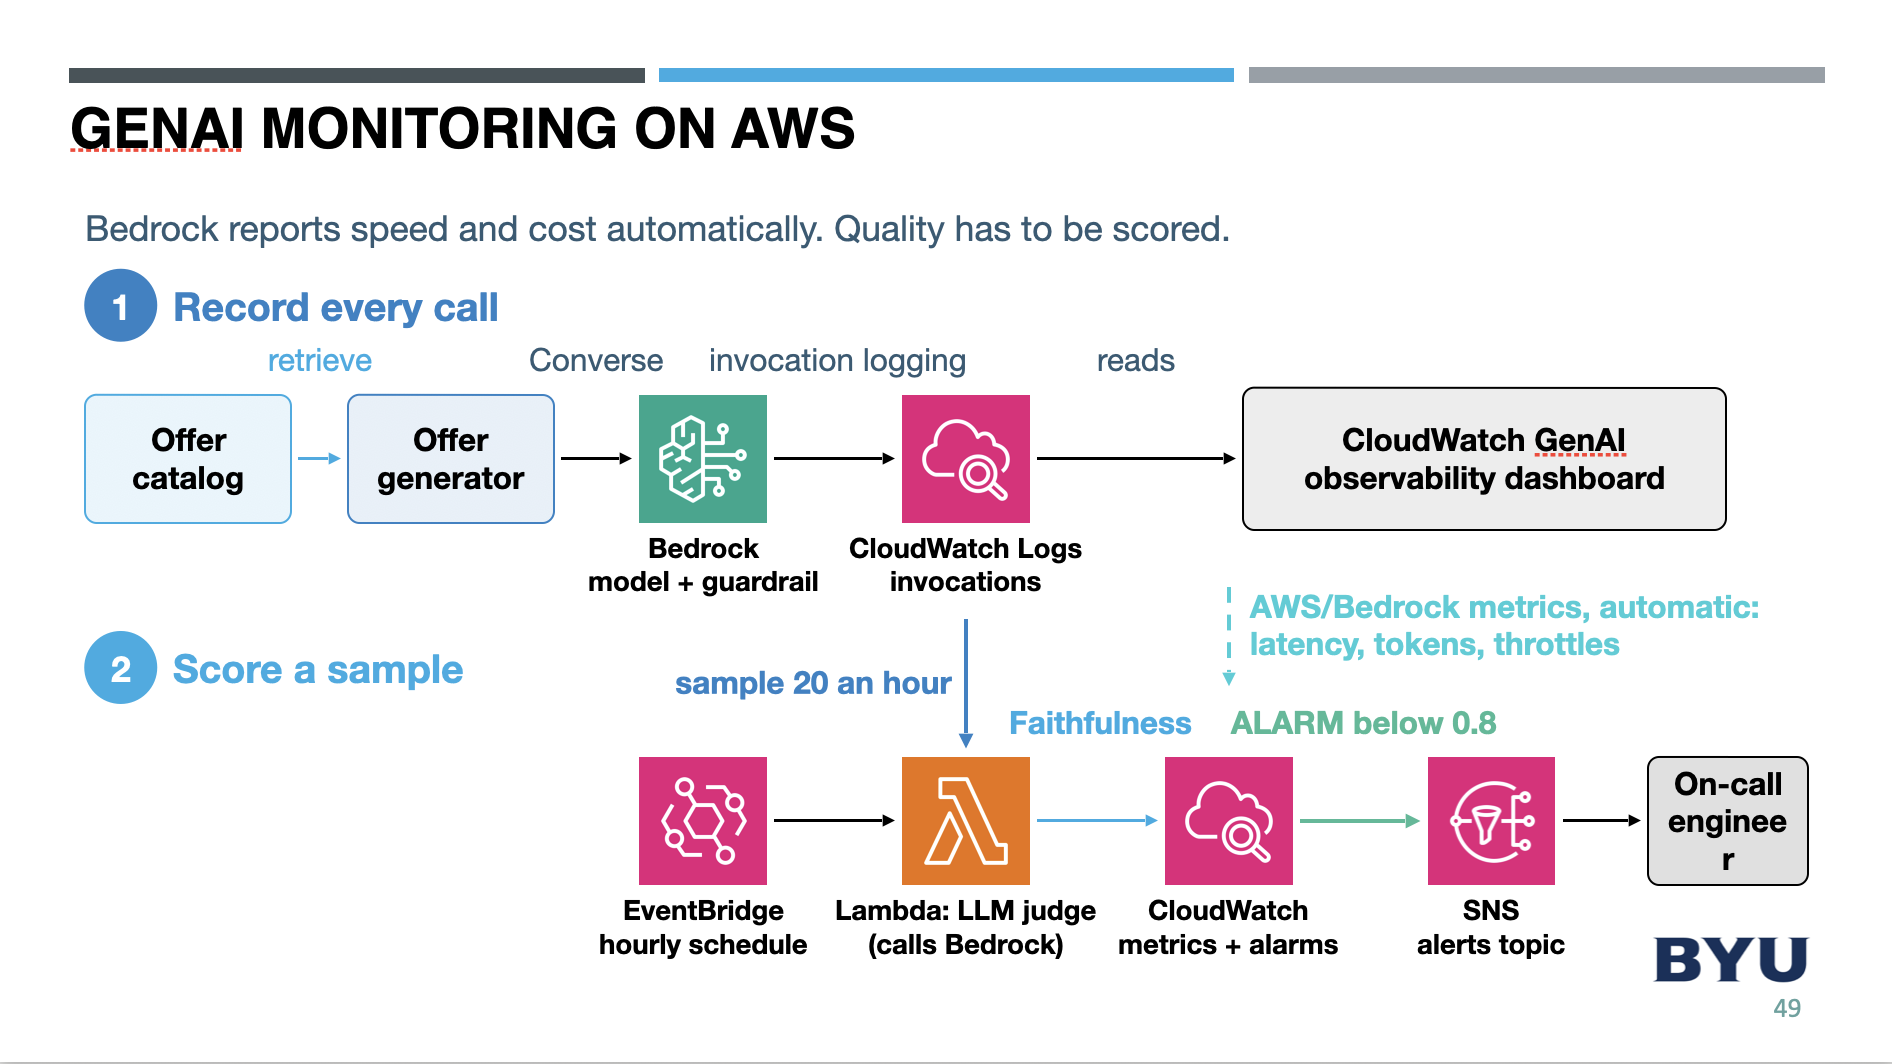 GENAI MONITORING ON AWS
Bedrock reports speed and cost automatically. Quality has to be scored.
1 Record every call
retrieve
Converse
invocation logging
reads
Offer
catalog
Offer
generator
Bedrock
model + guardrail
CloudWatch Logs
invocations
CloudWatch GenAI
observability dashboard
AWS/Bedrock metrics, automatic:
latency, tokens, throttles
2 Score a sample
sample 20 an hour
Faithfulness
ALARM below 0.8
EventBridge
hourly schedule
Lambda: LLM judge
(calls Bedrock)
CloudWatch
metrics + alarms
SNS
alerts topic
On-call
enginee
r
BYU
49